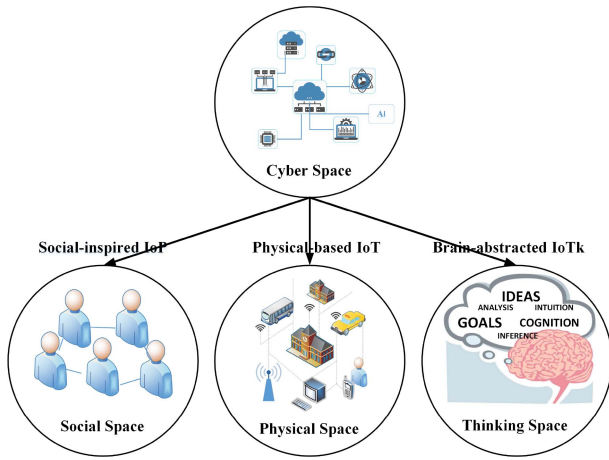 AI
Cyber Space
Social-inspired IoP
Physical-based IoT
Brain-abstracted IoTk
IDEAS
ANALYSIS INTUITION
GOALS COGNITION
INFERENCE
Social Space
Physical Space
Thinking Space